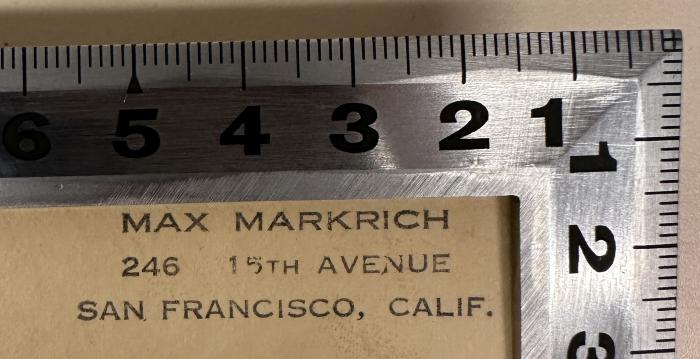 6 5 4 3 2 1
1
2
3
MAX MARKRICH
246 15TH AVENUE
SAN FRANCISCO, CALIF.